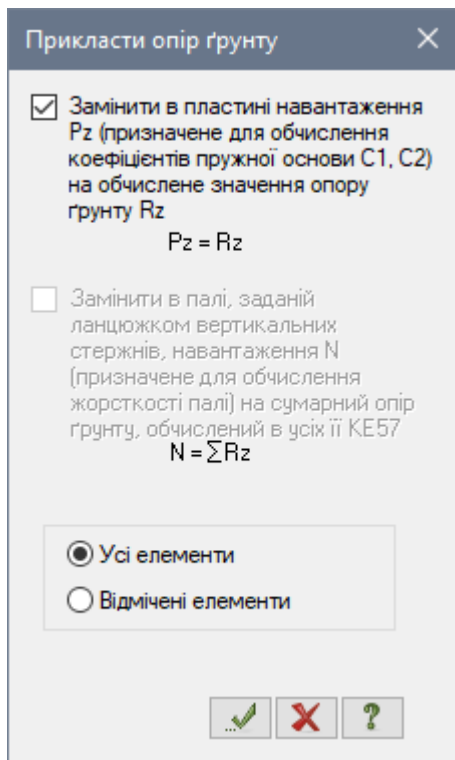 Прикласти опір ґрунту
Замінити в пластині навантаження
Pz (призначене для обчислення
коефіцієнтів пружної основи C1, C2)
на обчислене значення опору
ґрунту Rz
Pz = Rz
Замінити в палі, заданій
ланцюжком вертикальних
стержнів, навантаження N
(призначене для обчислення
жорсткості палі) на сумарний опір
ґрунту, обчислений в усіх її КЕ57
N = ∑Rz
Усі елементи
Відмічені елементи